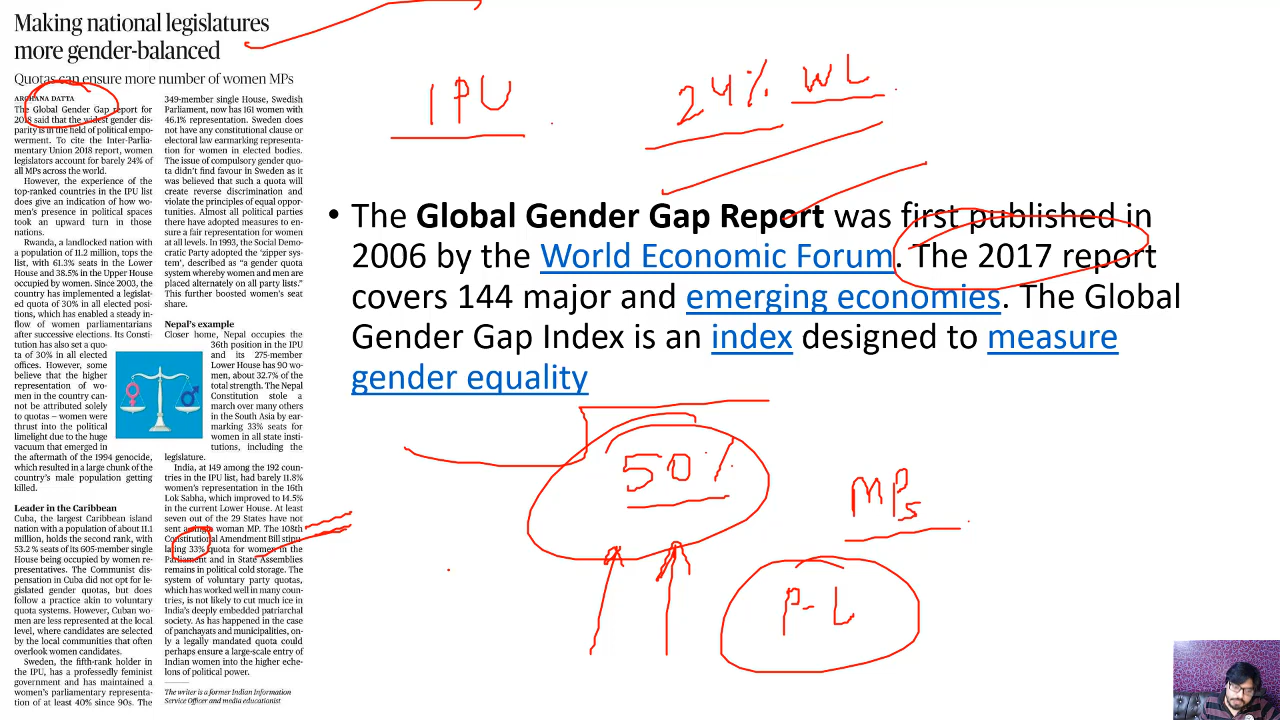 Making national legislatures
more gender-balanced
Quotas can ensure more number of women MPs
ARCHANA DATTA
The Global Gender Gap report for
2018 said that the widest gender dis-
parity is in the field of political empo-
werment. To cite the Inter-Parlia-
mentary Union 2018 report, women
legislators account for barely 24% of
all MPs across the world.
However, the experience of the
top-ranked countries in the IPU list
does give an indication of how wo-
men's presence in political spaces
took an upward turn in those
nations.
Rwanda, a landlocked nation with
a population of 11.2 million, tops the
list, with 61.3% seats in the Lower
House and 38.5% in the Upper House
occupied by women. Since 2003, the
country has implemented a legislat-
ed quota of 30% in all elected posi-
tions, which has enabled a steady in-
flow of women parliamentarians
after successive elections. Its Consti-
tution has also set a quo-
ta of 30% in all elected
offices. However, some
believe that the higher
representation of wo-
men in the country can-
not be attributed solely
to quotas – women were
thrust into the political
limelight due to the huge
vacuum that emerged in
the aftermath of the 1994 genocide,
which resulted in a large chunk of the
country's male population getting
killed.
Leader in the Caribbean
Cuba, the largest Caribbean island
nation with a population of about 11.1
million, holds the second rank, with
53.2 % seats of its 605-member single
House being occupied by women re-
presentatives. The Communist dis-
pensation in Cuba did not opt for le-
gislated gender quotas, but does
follow a practice akin to voluntary
quota systems. However, Cuban wo-
men are less represented at the local
level, where candidates are selected
by the local communities that often
overlook women candidates.
Sweden, the fifth-rank holder in
the IPU, has a professedly feminist
government and has maintained a
women's parliamentary representa-
tion of at least 40% since 90s. The
349-member single House, Swedish
Parliament, now has 161 women with
46.1% representation. Sweden does
not have any constitutional clause or
electoral law earmarking representa-
tion for women in elected bodies.
The issue of compulsory gender quo-
ta didn't find favour in Sweden as it
was believed that such a quota will
create reverse discrimination and
violate the principles of equal oppor-
tunities. Almost all political parties
there have adopted measures to en-
sure a fair representation for women
at all levels. In 1993, the Social Demo-
cratic Party adopted the 'zipper sys-
tem', described as "a gender quota
system whereby women and men are
placed alternately on all party lists."
This further boosted women's seat
share.
Nepal's example
Closer home, Nepal occupies the
36th position in the IPU
and its 275-member
Lower House has 90 wo-
men, about 32.7% of the
total strength. The Nepal
Constitution stole a
march over many others
in the South Asia by ear-
marking 33% seats for
women in all state insti-
tutions, including the
legislature.
India, at 149 among the 192 coun-
tries in the IPU list, had barely 11.8%
women's representation in the 16th
Lok Sabha, which improved to 14.5%
in the current Lower House. At least
seven out of the 29 States have not
sent a single woman MP. The 108th
Constitutional Amendment Bill stipu-
lating 33% quota for women in the
Parliament and in State Assemblies
remains in political cold storage. The
system of voluntary party quotas,
which has worked well in many coun-
tries, is not likely to cut much ice in
India's deeply embedded patriarchal
society. As has happened in the case
of panchayats and municipalities, on-
ly a legally mandated quota could
perhaps ensure a large-scale entry of
Indian women into the higher eche-
lons of political power.
The writer is a former Indian Information
Service Officer and media educationist
IPU
24% WL
• The Global Gender Gap Report was first published in
2006 by the World Economic Forum. The 2017 report
covers 144 major and emerging economies. The Global
Gender Gap Index is an index designed to measure
gender equality
50%
MPs
P-L